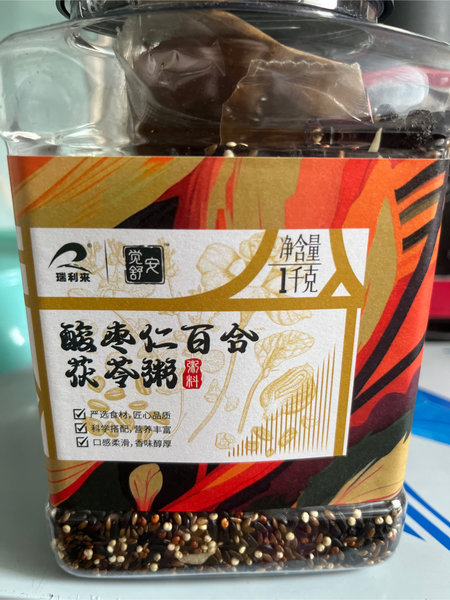 瑞利来
觉安舒
净含量
1千克
酸枣仁百合
茯苓粥
粥料
严选食材，匠心品质
科学搭配，营养丰富
口感柔滑，香味醇厚